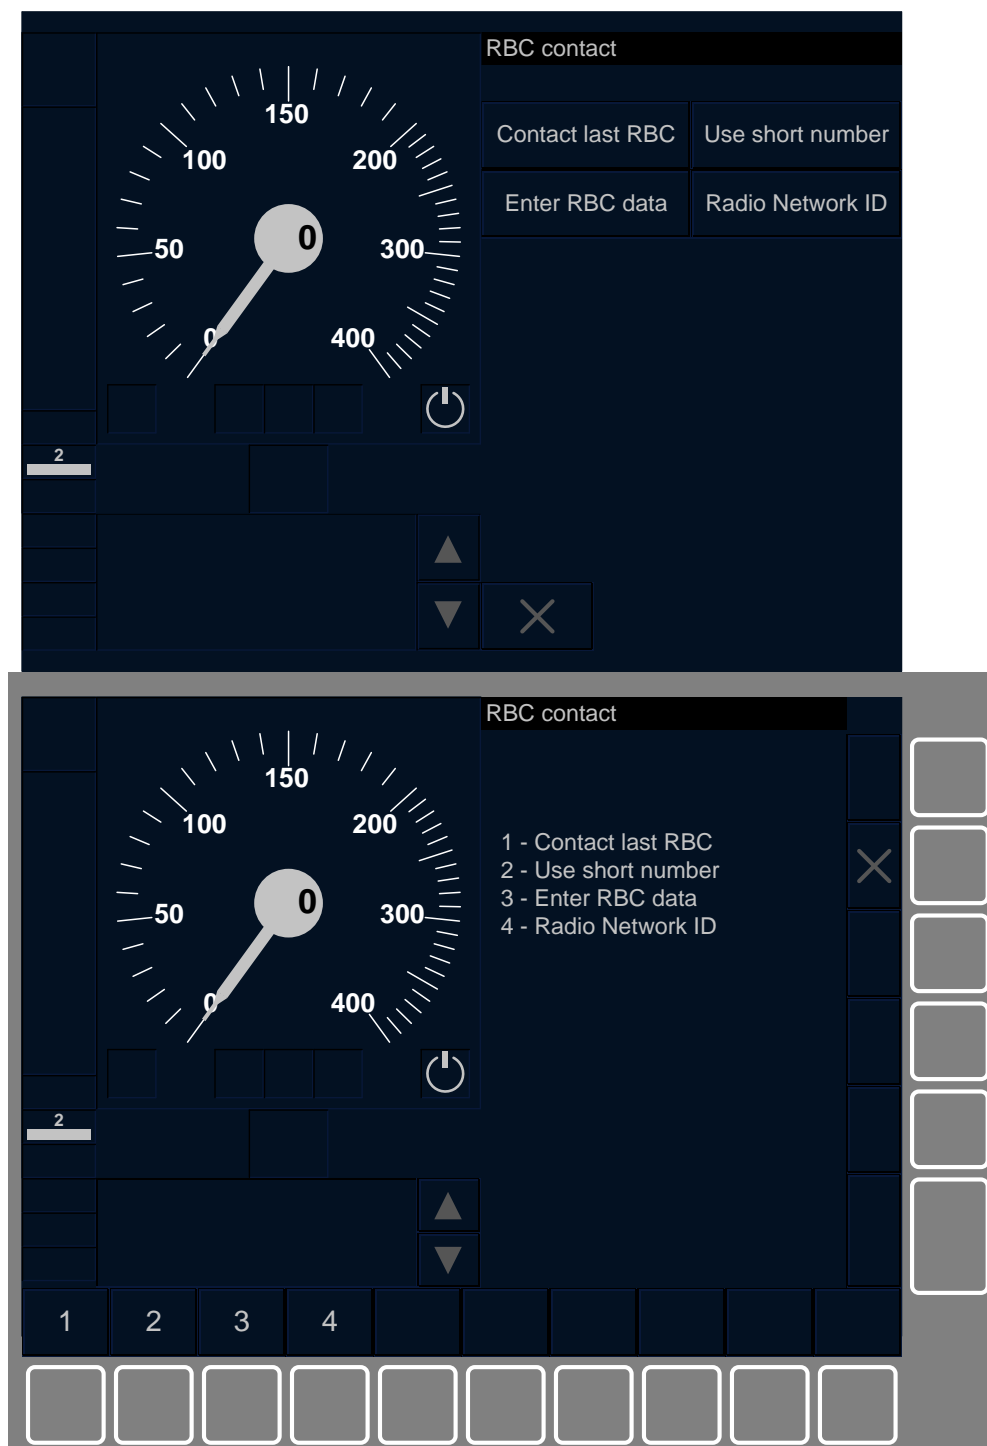 RBC contact
150
100
200
Contact last RBC
Use short number
Enter RBC data
Radio Network ID
0
50
300
0
400
2
RBC contact
150
100
200
1 - Contact last RBC
2 - Use short number
3 - Enter RBC data
4 - Radio Network ID
0
50
300
0
400
2
1 2 3 4